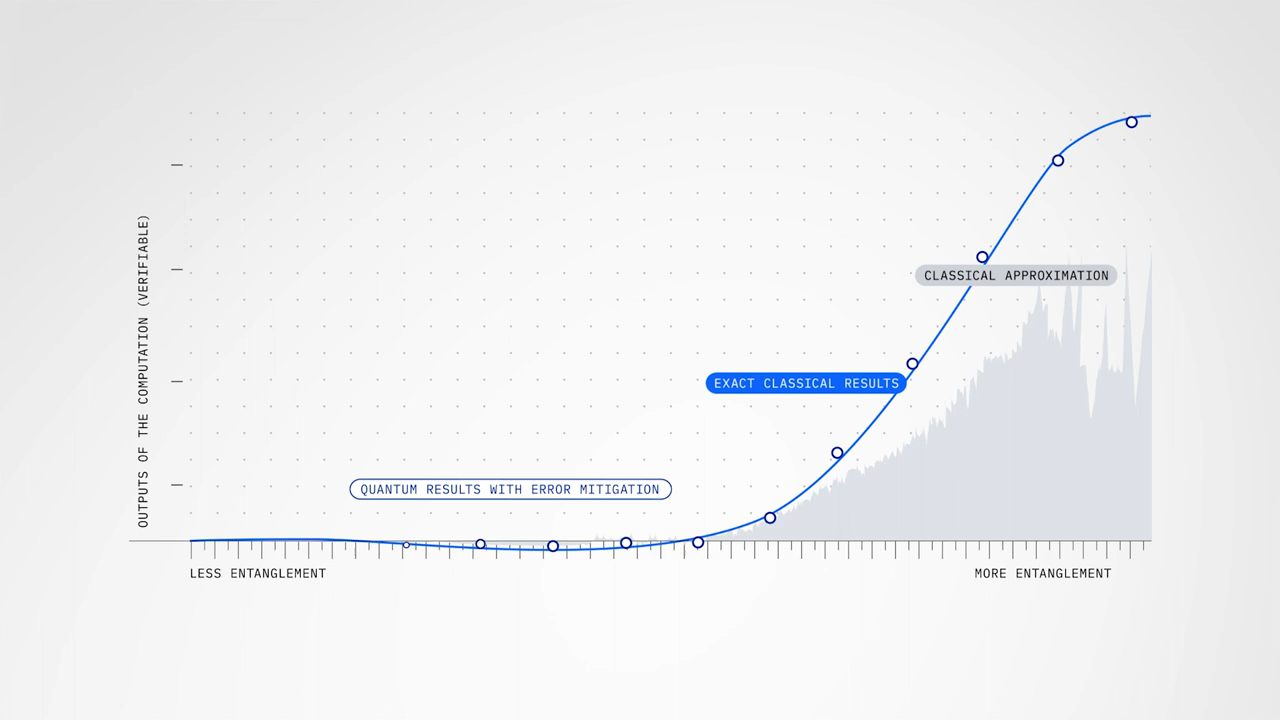 OUTPUTS OF THE COMPUTATION (VERIFIABLE)
CLASSICAL APPROXIMATION
EXACT CLASSICAL RESULTS
QUANTUM RESULTS WITH ERROR MITIGATION
LESS ENTANGLEMENT
MORE ENTANGLEMENT